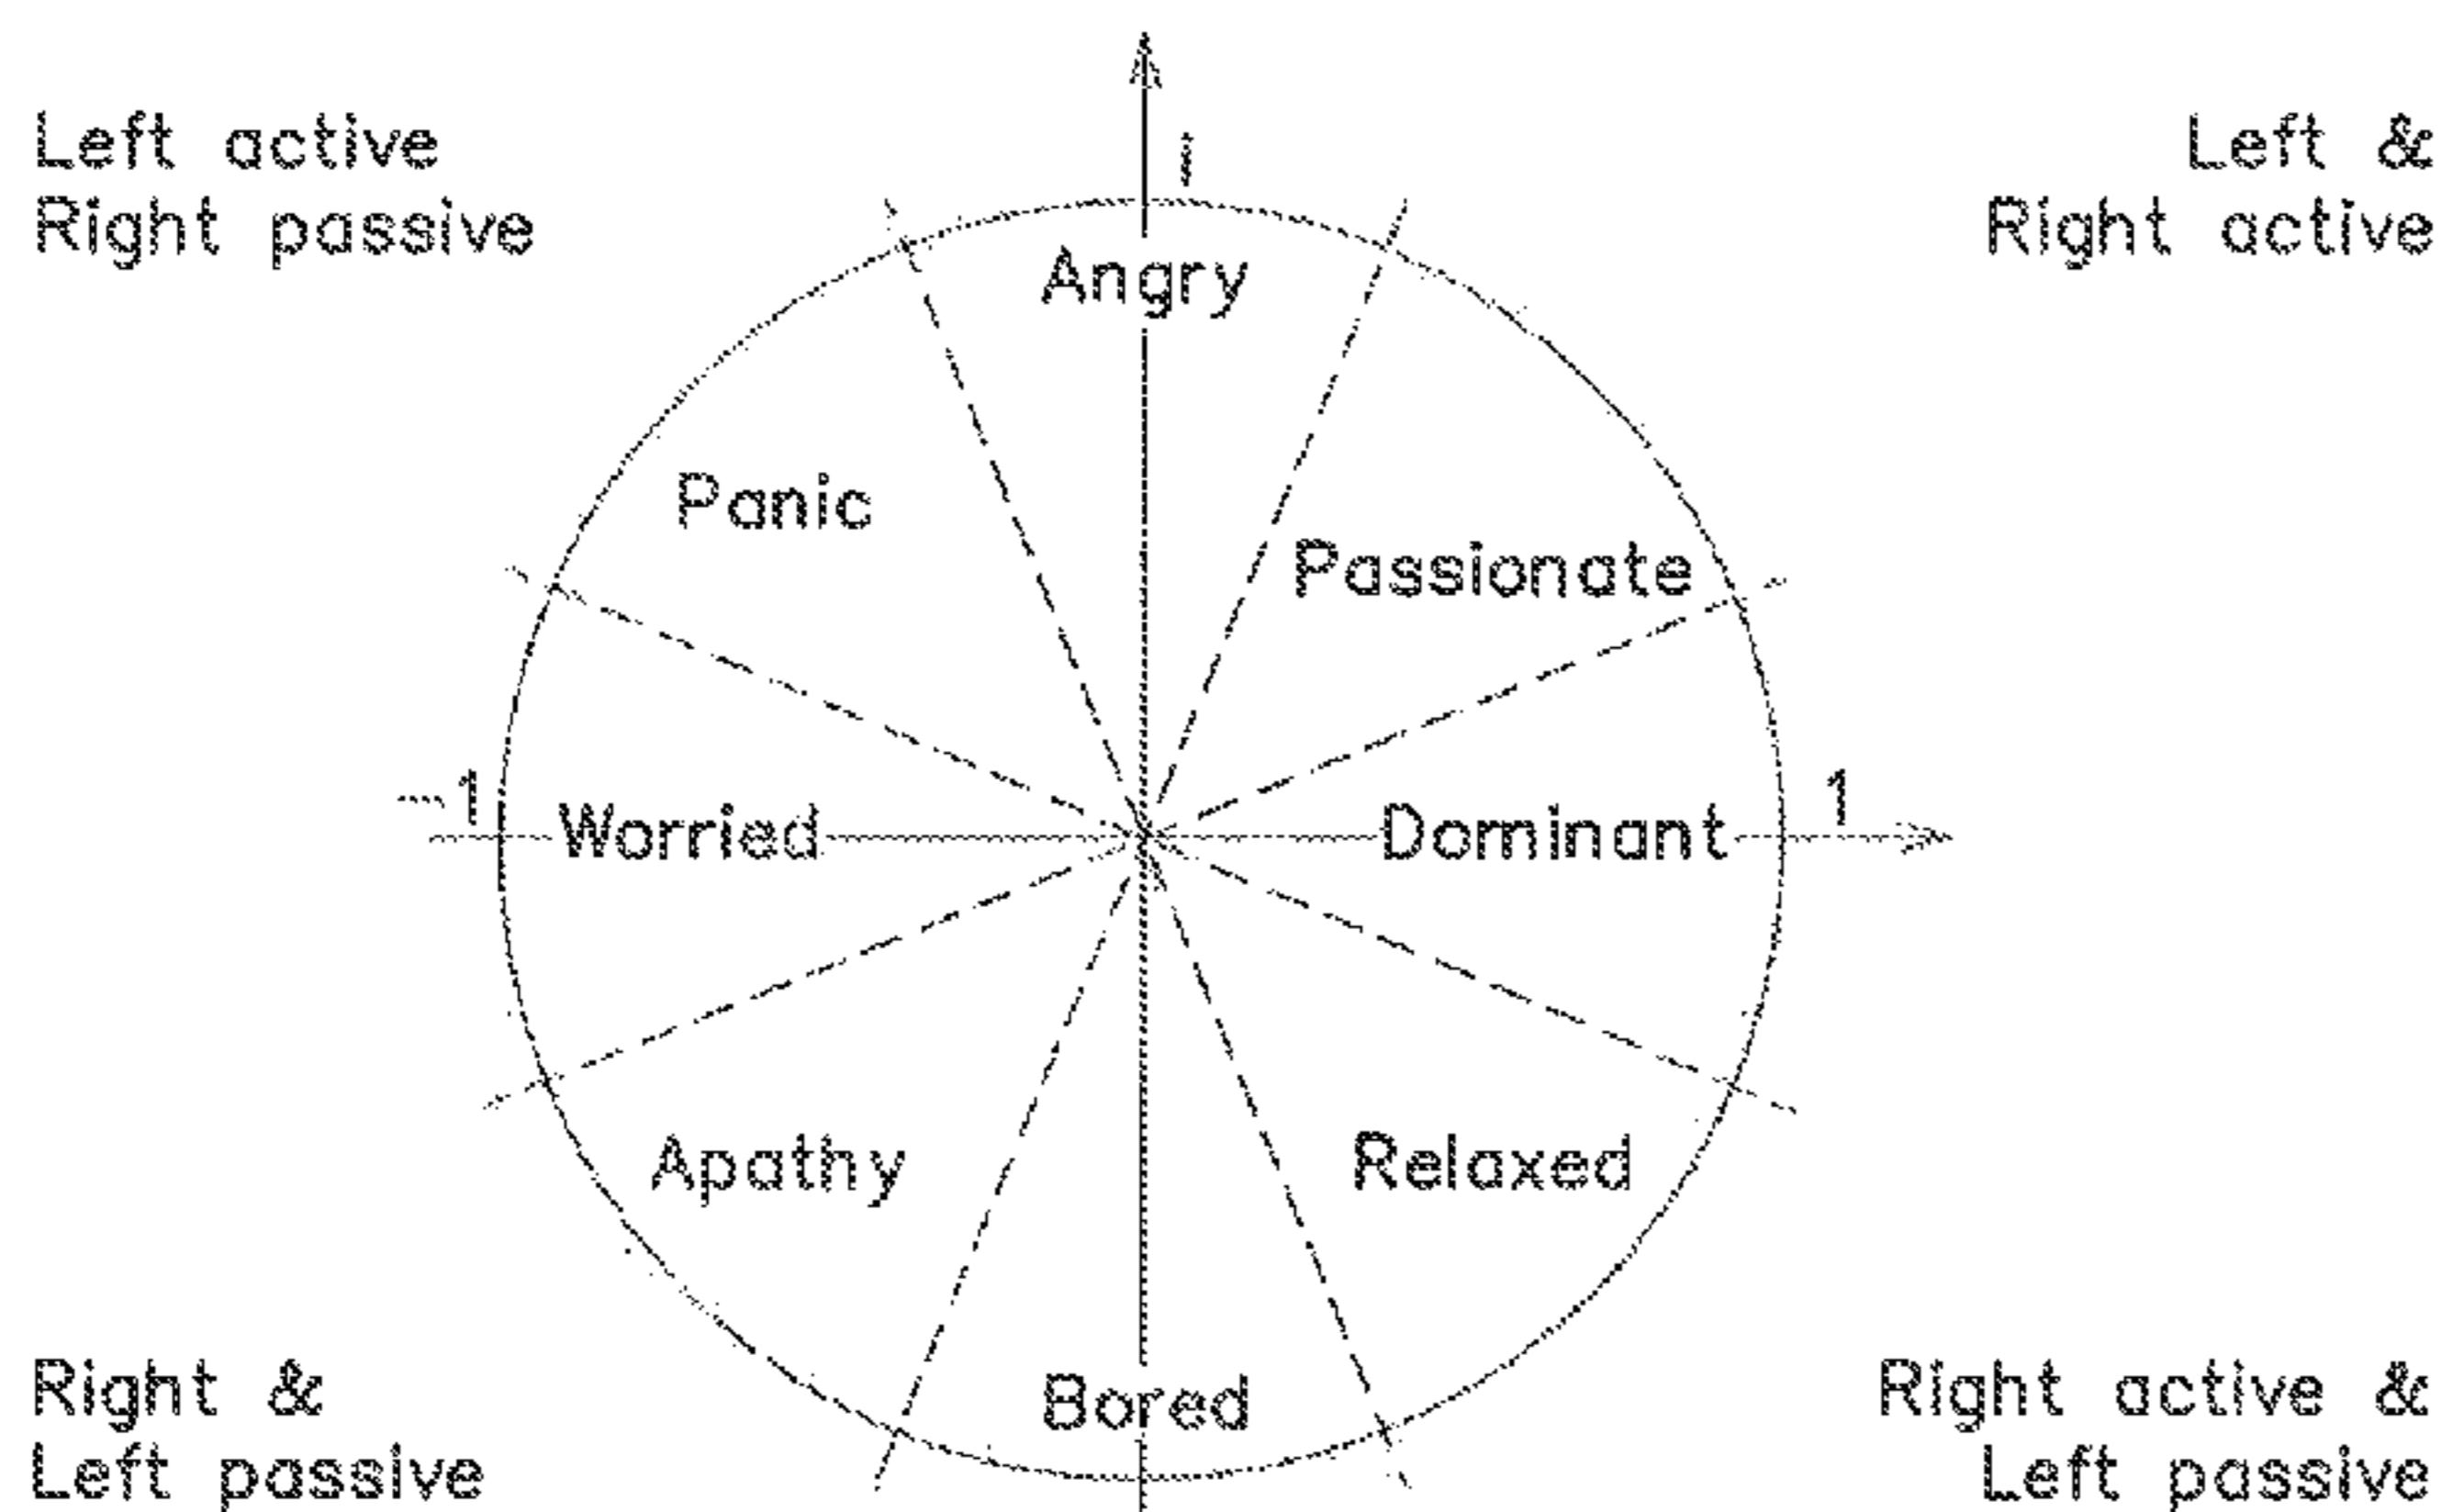 Left active
Right passive
Left &
Right active
i
Angry
Panic
Passionate
-1
Worried
Dominant
1
Apathy
Relaxed
Bored
Right &
Left passive
Right active &
Left passive